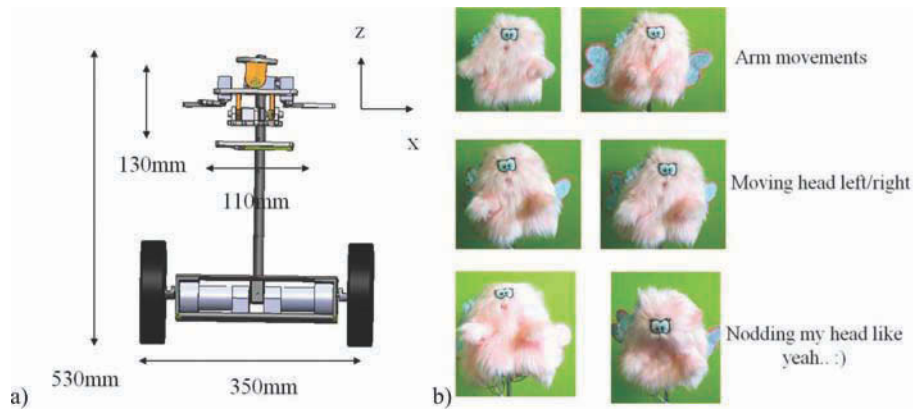 Z
X
130mm
110mm
530mm
350mm
a)
b)
Arm movements
Moving head left/right
Nodding my head like
yeah.. :)